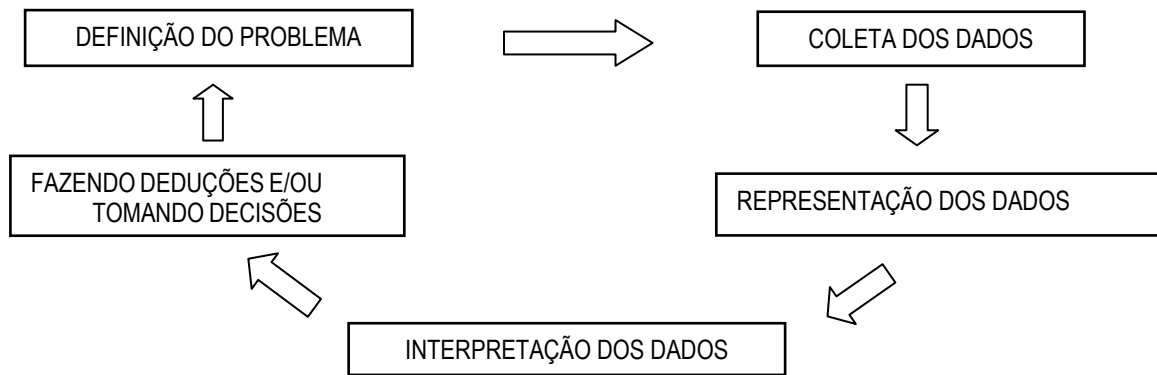 DEFINIÇÃO DO PROBLEMA
COLETA DOS DADOS
FAZENDO DEDUÇÕES E/OU
TOMANDO DECISÕES
REPRESENTAÇÃO DOS DADOS
INTERPRETAÇÃO DOS DADOS